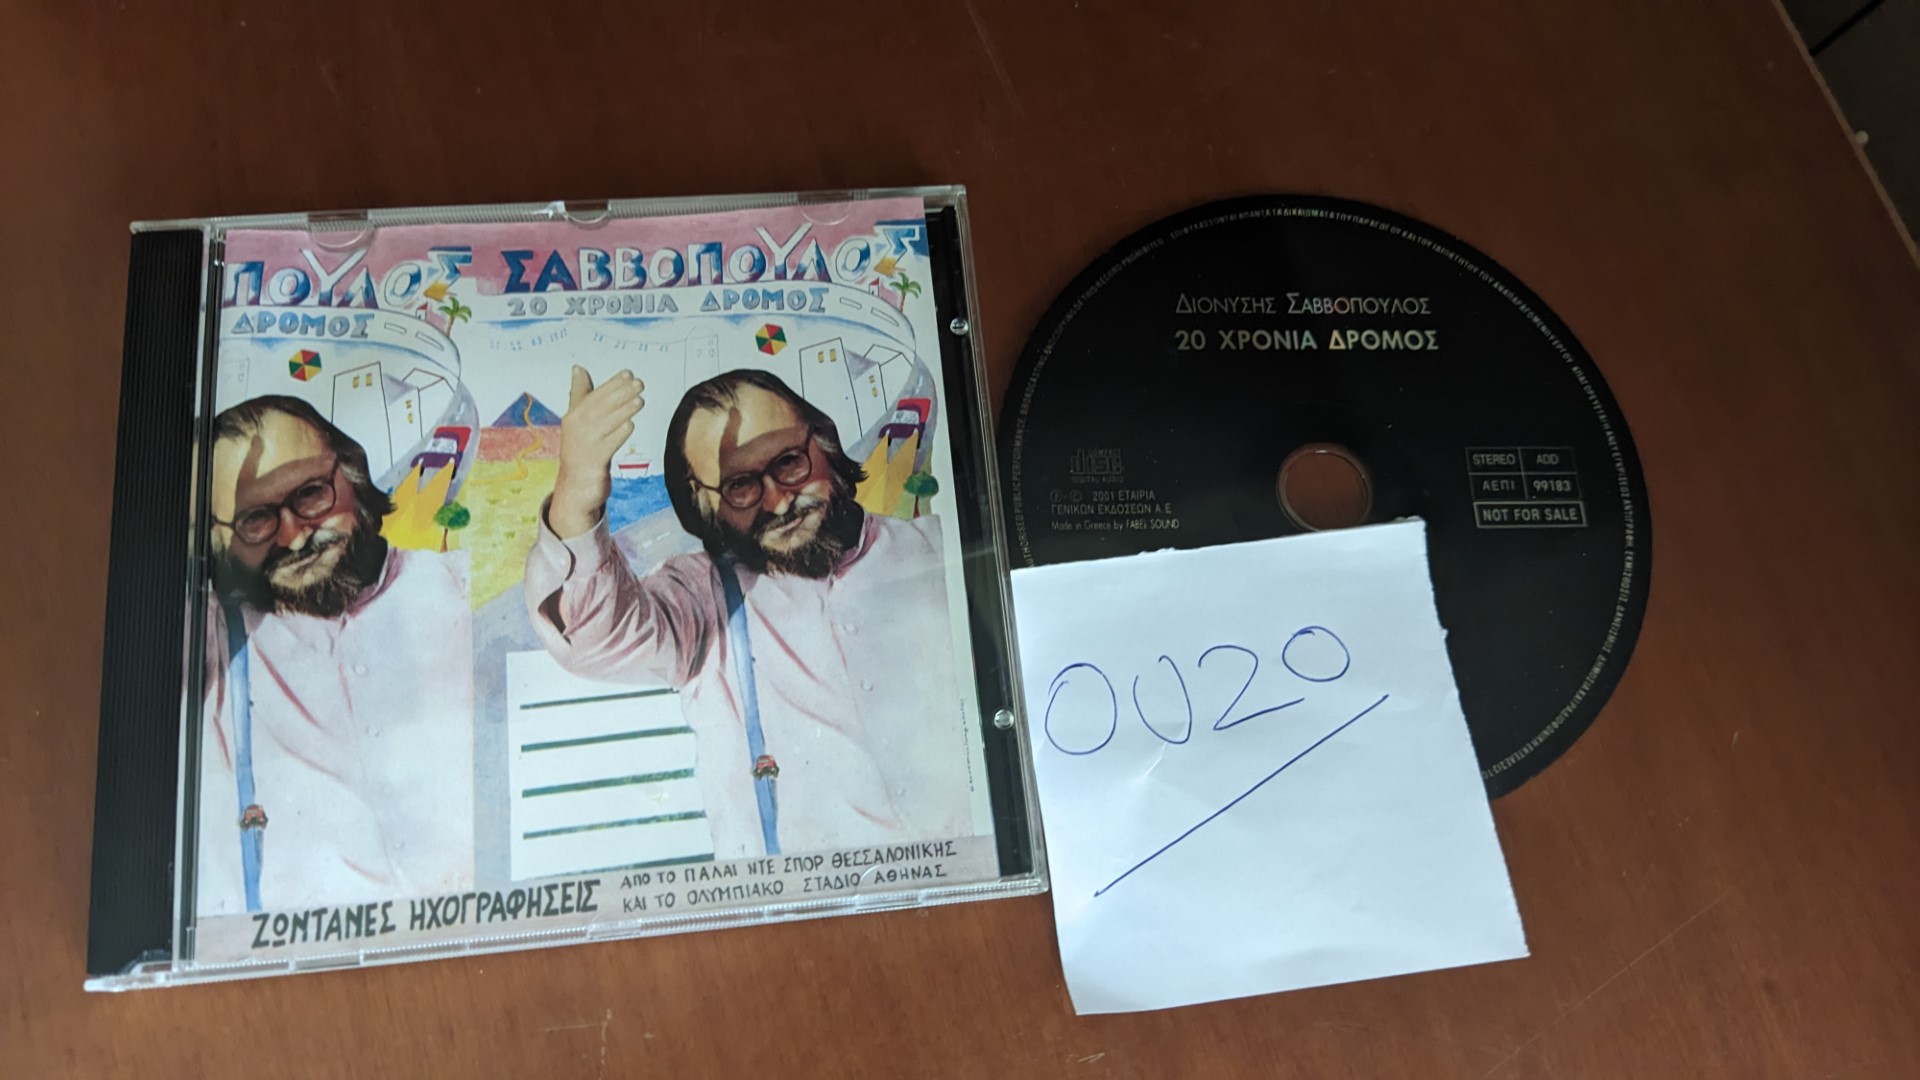 ΠΟΥΛΟΣ ΣΑΒΒΟΠΟΥΛΟΣ
ΔΡΟΜΟΣ 20 ΧΡΟΝΙΑ ΔΡΟΜΟΣ
ΖΩΝΤΑΝΕΣ ΗΧΟΓΡΑΦΗΣΕΙΣ
ΑΠΟ ΤΟ ΠΑΛΑΙ ΝΤΕ ΣΠΟΡ ΘΕΣΣΑΛΟΝΙΚΗΣ
ΚΑΙ ΤΟ ΟΛΥΜΠΙΑΚΟ ΣΤΑΔΙΟ ΑΘΗΝΑΣ
ΔΙΟΝΥΣΗΣ ΣΑΒΒΟΠΟΥΛΟΣ
20 ΧΡΟΝΙΑ ΔΡΟΜΟΣ
COMPACT
disc
DIGITAL AUDIO
Ⓟ-© 2001 ΕΤΑΙΡΙΑ
ΓΕΝΙΚΩΝ ΕΚΔΟΣΕΩΝ Α.Ε
Made in Greece by FABEL SOUND
STEREO ADD
ΑΕΠΙ 99183
NOT FOR SALE
OUZO